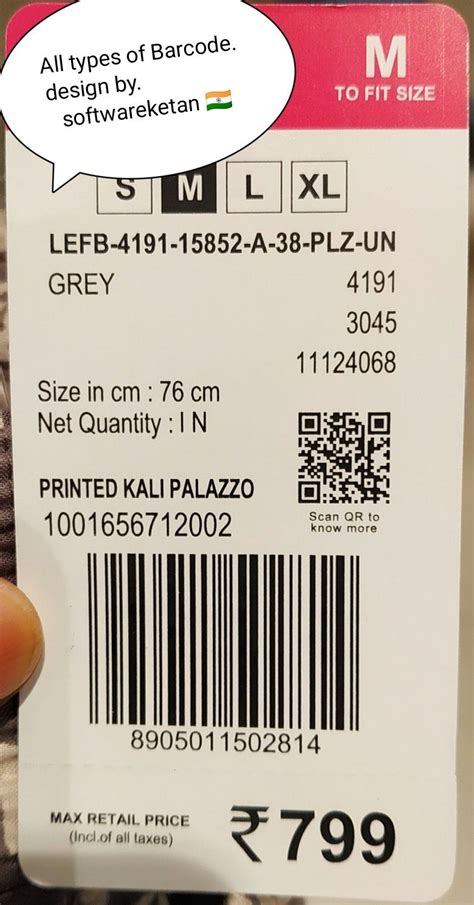 All types of Barcode.
design by.
softwareketan 🇮🇳
M
TO FIT SIZE
S M L XL
LEFB-4191-15852-A-38-PLZ-UN
GREY 4191
3045
11124068
Size in cm : 76 cm
Net Quantity : I N
Scan QR to
know more
PRINTED KALI PALAZZO
1001656712002
8905011502814
MAX RETAIL PRICE
(Incl.of all taxes)
₹799